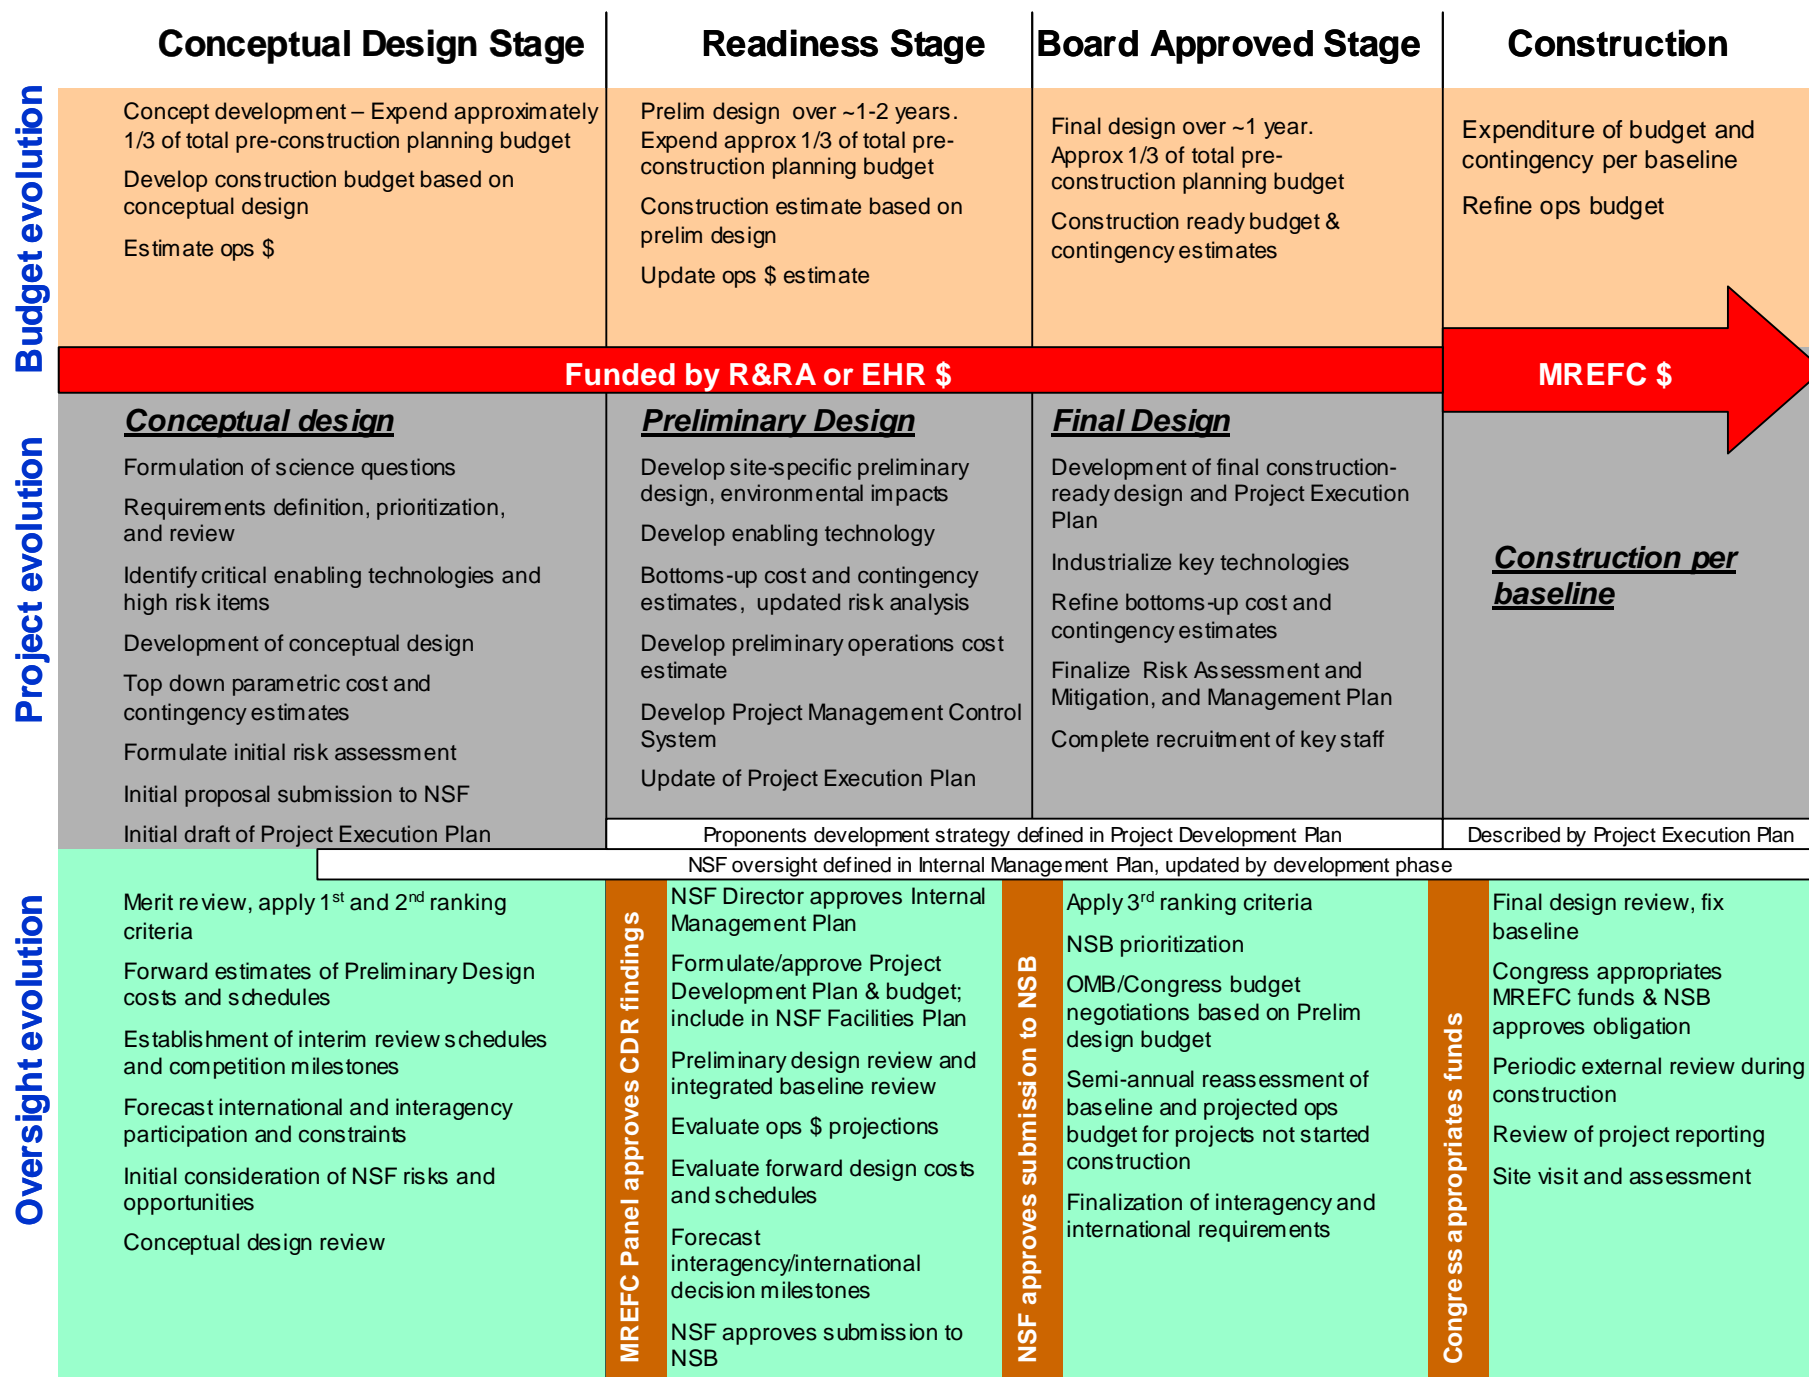 Conceptual Design Stage
Readiness Stage
Board Approved Stage
Construction
Budget evolution
Concept development – Expend approximately
1/3 of total pre-construction planning budget
Develop construction budget based on
conceptual design
Estimate ops $
Prelim design over ~1-2 years.
Expend approx 1/3 of total pre-
construction planning budget
Construction estimate based on
prelim design
Update ops $ estimate
Final design over ~1 year.
Approx 1/3 of total pre-
construction planning budget
Construction ready budget &
contingency estimates
Expenditure of budget and
contingency per baseline
Refine ops budget
Funded by R&RA or EHR $
MREFC $
Project evolution
Conceptual design
Formulation of science questions
Requirements definition, prioritization,
and review
Identify critical enabling technologies and
high risk items
Development of conceptual design
Top down parametric cost and
contingency estimates
Formulate initial risk assessment
Initial proposal submission to NSF
Initial draft of Project Execution Plan
Preliminary Design
Develop site-specific preliminary
design, environmental impacts
Develop enabling technology
Bottoms-up cost and contingency
estimates, updated risk analysis
Develop preliminary operations cost
estimate
Develop Project Management Control
System
Update of Project Execution Plan
Final Design
Development of final construction-
ready design and Project Execution
Plan
Industrialize key technologies
Refine bottoms-up cost and
contingency estimates
Finalize Risk Assessment and
Mitigation, and Management Plan
Complete recruitment of key staff
Construction per
baseline
Proponents development strategy defined in Project Development Plan
Described by Project Execution Plan
NSF oversight defined in Internal Management Plan, updated by development phase
Oversight evolution
Merit review, apply 1st and 2nd ranking
criteria
Forward estimates of Preliminary Design
costs and schedules
Establishment of interim review schedules
and competition milestones
Forecast international and interagency
participation and constraints
Initial consideration of NSF risks and
opportunities
Conceptual design review
MREFC Panel approves CDR findings
NSF Director approves Internal
Management Plan
Formulate/approve Project
Development Plan & budget;
include in NSF Facilities Plan
Preliminary design review and
integrated baseline review
Evaluate ops $ projections
Evaluate forward design costs
and schedules
Forecast
interagency/international
decision milestones
NSF approves submission to
NSB
NSF approves submission to NSB
Apply 3rd ranking criteria
NSB prioritization
OMB/Congress budget
negotiations based on Prelim
design budget
Semi-annual reassessment of
baseline and projected ops
budget for projects not started
construction
Finalization of interagency and
international requirements
Congress appropriates funds
Final design review, fix
baseline
Congress appropriates
MREFC funds & NSB
approves obligation
Periodic external review during
construction
Review of project reporting
Site visit and assessment